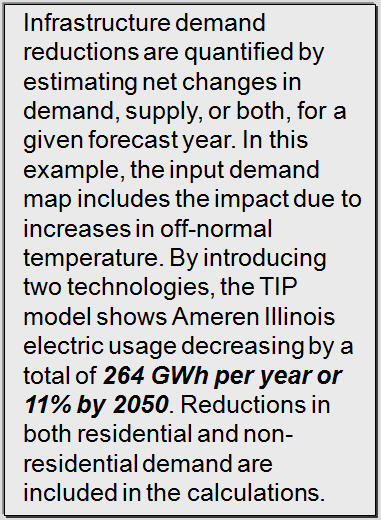 Infrastructure demand
reductions are quantified by
estimating net changes in
demand, supply, or both, for a
given forecast year. In this
example, the input demand
map includes the impact due to
increases in off-normal
temperature. By introducing
two technologies, the TIP
model shows Ameren Illinois
electric usage decreasing by a
total of 264 GWh per year or
11% by 2050. Reductions in
both residential and non-
residential demand are
included in the calculations.